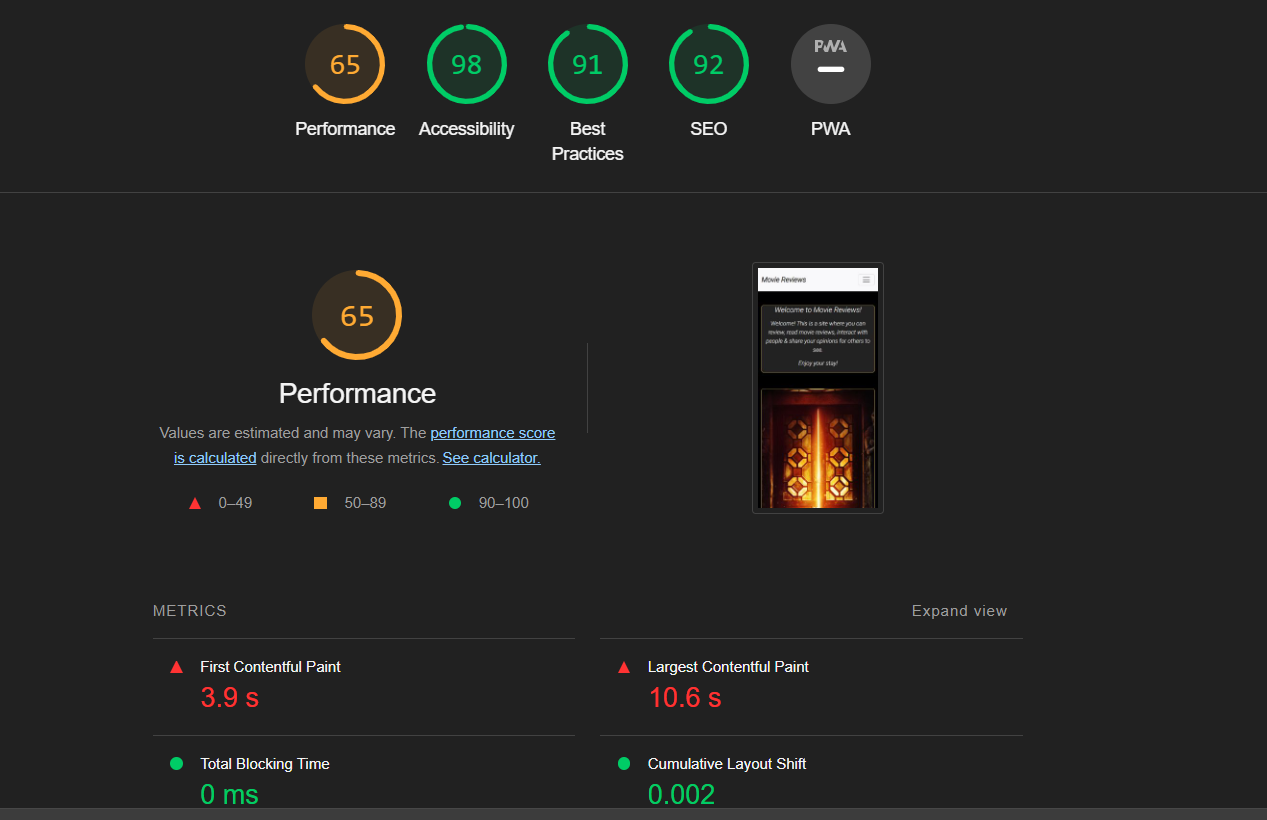 65
98
91
92
PWA
Performance
Accessibility
Best
Practices
SEO
PWA
65
Performance
Values are estimated and may vary. The performance score
is calculated directly from these metrics. See calculator.
0–49
50–89
90–100
Movie Reviews
Welcome to Movie Reviews!
Welcome! This is a site where you can
review, read movie reviews, interact with
people & share your opinions for others to
see
Enjoy your stay!
METRICS
Expand view
First Contentful Paint
3.9 s
Largest Contentful Paint
10.6 s
Total Blocking Time
0 ms
Cumulative Layout Shift
0.002